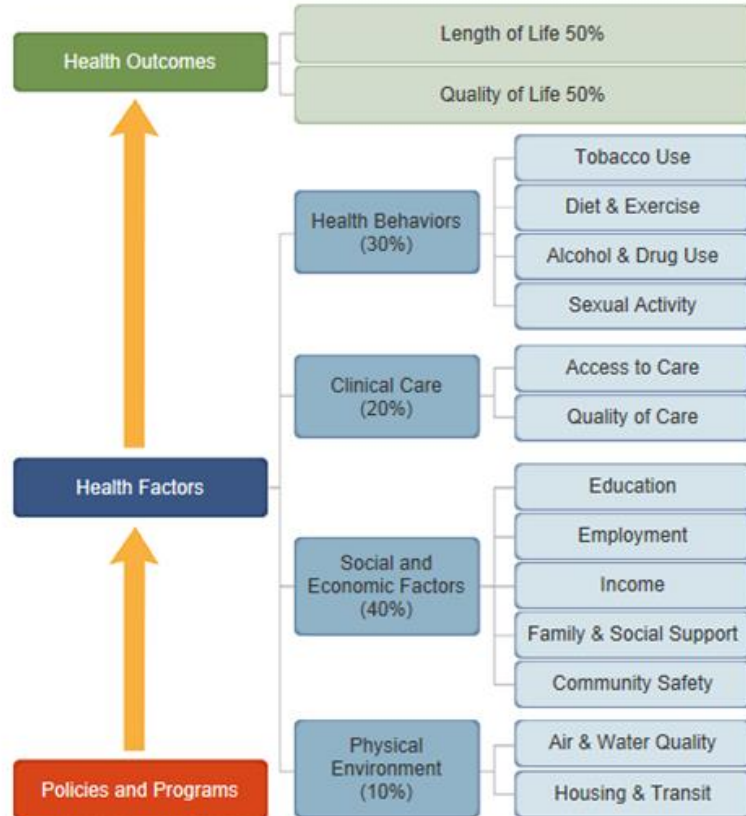 Health Outcomes
Length of Life 50%
Quality of Life 50%
Health Factors
Health Behaviors
(30%)
Tobacco Use
Diet & Exercise
Alcohol & Drug Use
Sexual Activity
Clinical Care
(20%)
Access to Care
Quality of Care
Social and
Economic Factors
(40%)
Education
Employment
Income
Family & Social Support
Community Safety
Physical
Environment
(10%)
Air & Water Quality
Housing & Transit
Policies and Programs